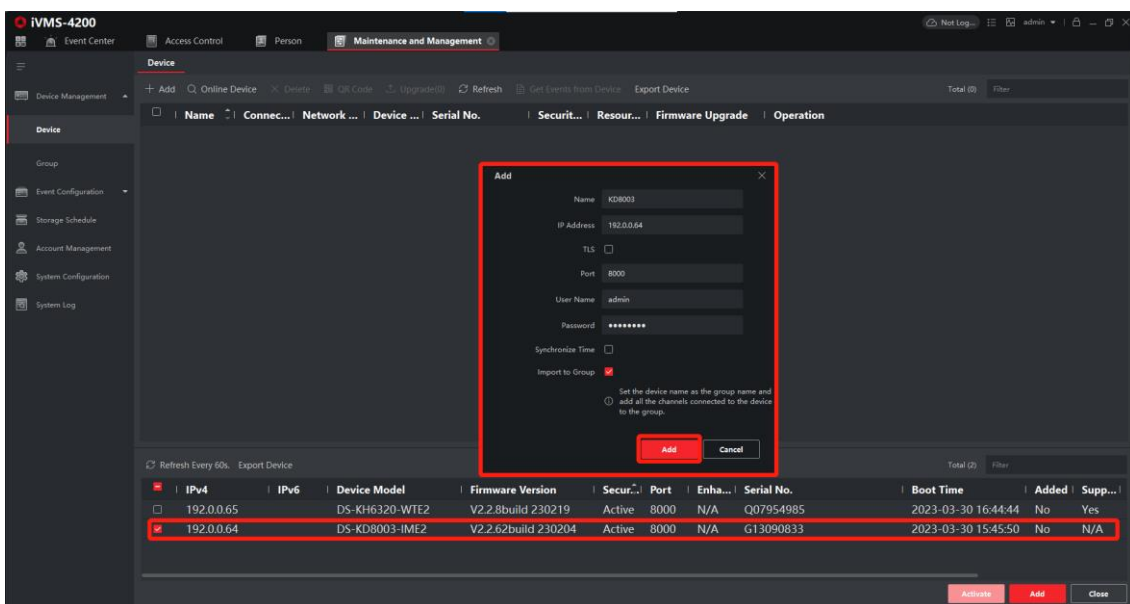 iVMS-4200
Not Log... admin
Event Center Access Control Person Maintenance and Management
Device
+ Add Online Device Delete QR Code Upgrade(0) Refresh Get Events from Device Export Device Total (0) Filter
Name Connec... Network ... Device ... Serial No. Securit... Resour... Firmware Upgrade Operation
Device Management
Device
Group
Event Configuration
Storage Schedule
Account Management
System Configuration
System Log
Add
Name KD8003
IP Address 192.0.0.64
TLS
Port 8000
User Name admin
Password ••••••••
Synchronize Time
Import to Group
Set the device name as the group name and
add all the channels connected to the device
to the group.
Add Cancel
Refresh Every 60s. Export Device Total (2) Filter
IPv4 IPv6 Device Model Firmware Version Secur... Port Enha... Serial No. Boot Time Added Supp...
192.0.0.65 DS-KH6320-WTE2 V2.2.8build 230219 Active 8000 N/A Q07954985 2023-03-30 16:44:44 No Yes
192.0.0.64 DS-KD8003-IME2 V2.2.62build 230204 Active 8000 N/A G13090833 2023-03-30 15:45:50 No N/A
Activate Add Close